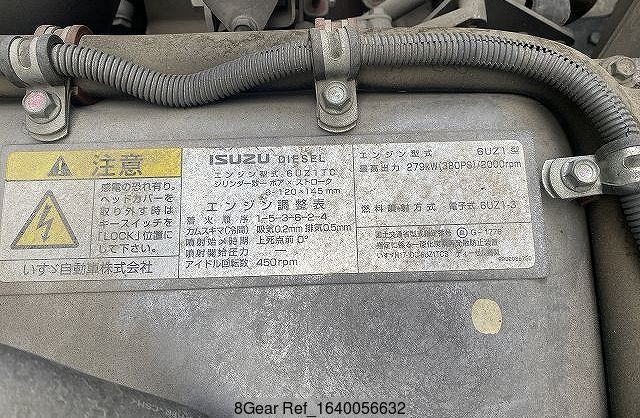 注意
感電の恐れ有り。
ヘッドカバーを
取り外す時は
キースイッチを
「LOCK」位置に
して下さい
いすゞ自動車株式会社
ISUZU DIESEL
エンジン型式 6UZ1TC
シリンダ数ーボア×ストローク
6-120×145mm
エンジン調整表
着火順序 1-5-3-6-2-4
カムスキマ(冷間) 吸気0.2mm 排気0.5mm
噴射始メ時期 上死点前0°
噴射開始圧力
アイドル回転数 450rpm
エンジン型式 6UZ1型
最高出力 279kW(380PS)/2000rpm
燃料噴射方式 電子式 6UZ1-3
G-1776
8Gear Ref_1640056632